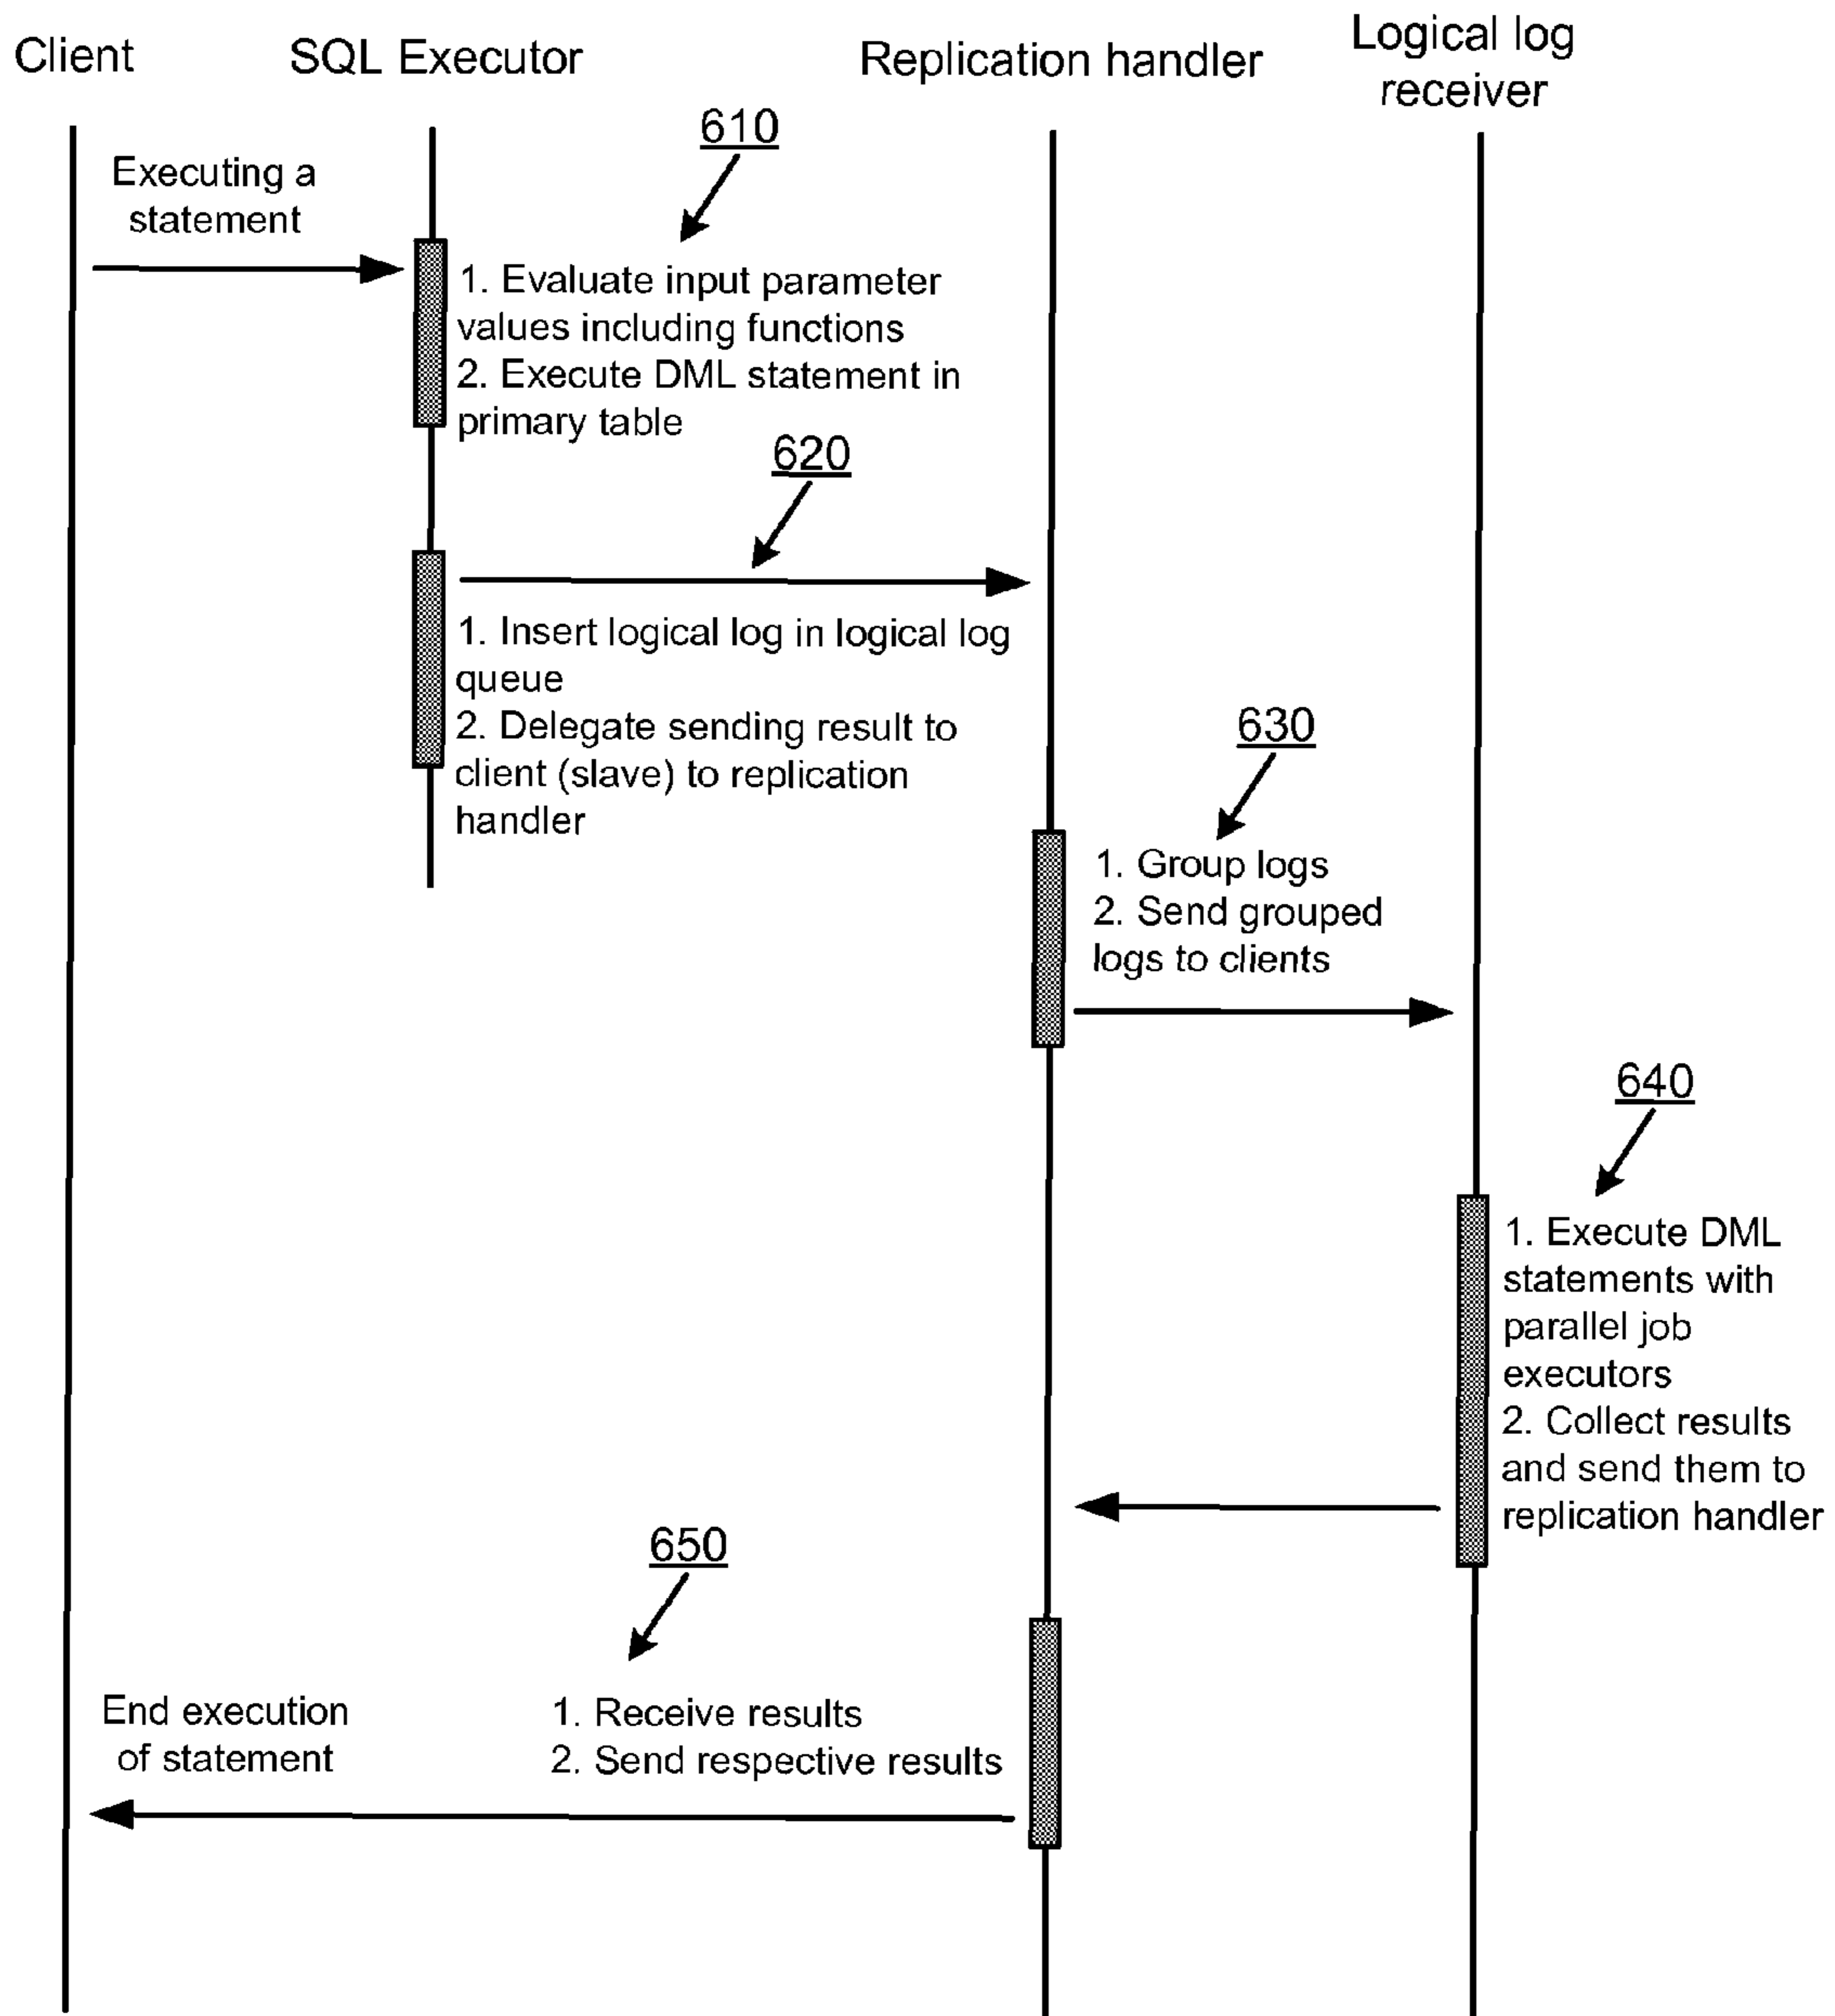 Client
SQL Executor
Replication handler
Logical log
receiver
Executing a
statement
610
1. Evaluate input parameter
values including functions
2. Execute DML statement in
primary table
620
1. Insert logical log in logical log
queue
2. Delegate sending result to
client (slave) to replication
handler
630
1. Group logs
2. Send grouped
logs to clients
640
1. Execute DML
statements with
parallel job
executors
2. Collect results
and send them to
replication handler
650
End execution
of statement
1. Receive results
2. Send respective results